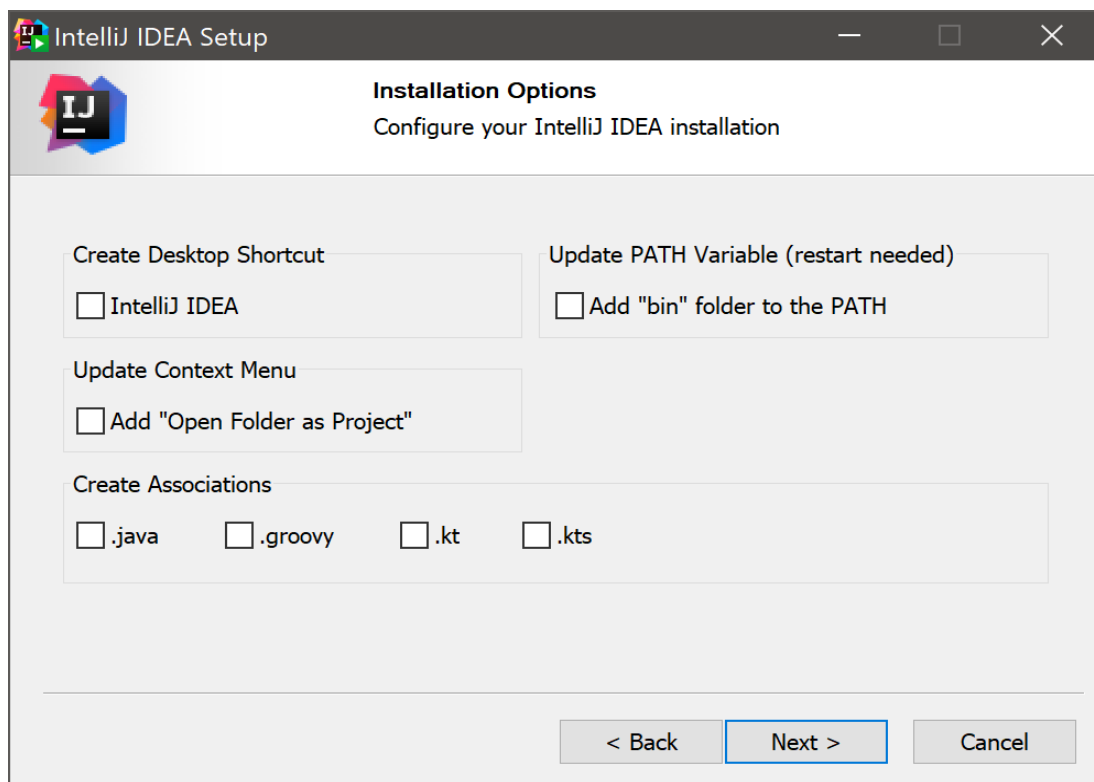 IJ IntelliJ IDEA Setup
IJ
Installation Options
Configure your IntelliJ IDEA installation
Create Desktop Shortcut
IntelliJ IDEA
Update PATH Variable (restart needed)
Add "bin" folder to the PATH
Update Context Menu
Add "Open Folder as Project"
Create Associations
.java .groovy .kt .kts
< Back Next > Cancel